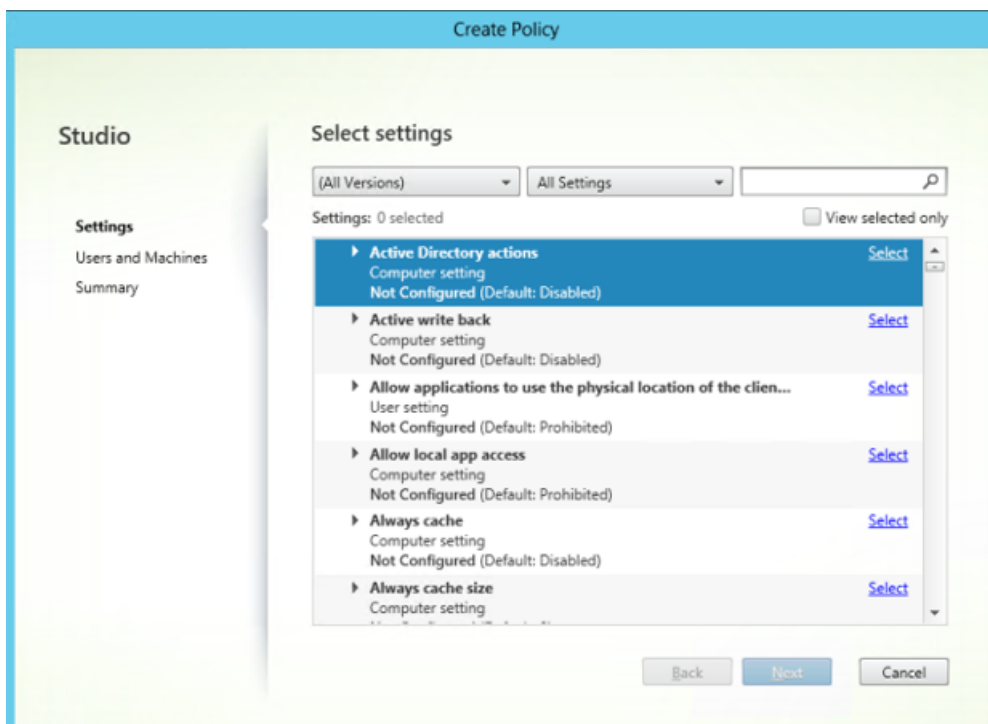 Create Policy
Studio
Settings
Users and Machines
Summary
Select settings
(All Versions)
All Settings
Settings: 0 selected
View selected only
Active Directory actions
Select
Computer setting
Not Configured (Default: Disabled)
Active write back
Select
Computer setting
Not Configured (Default: Disabled)
Allow applications to use the physical location of the clien...
Select
User setting
Not Configured (Default: Prohibited)
Allow local app access
Select
Computer setting
Not Configured (Default: Prohibited)
Always cache
Select
Computer setting
Not Configured (Default: Disabled)
Always cache size
Select
Computer setting
Back
Next
Cancel